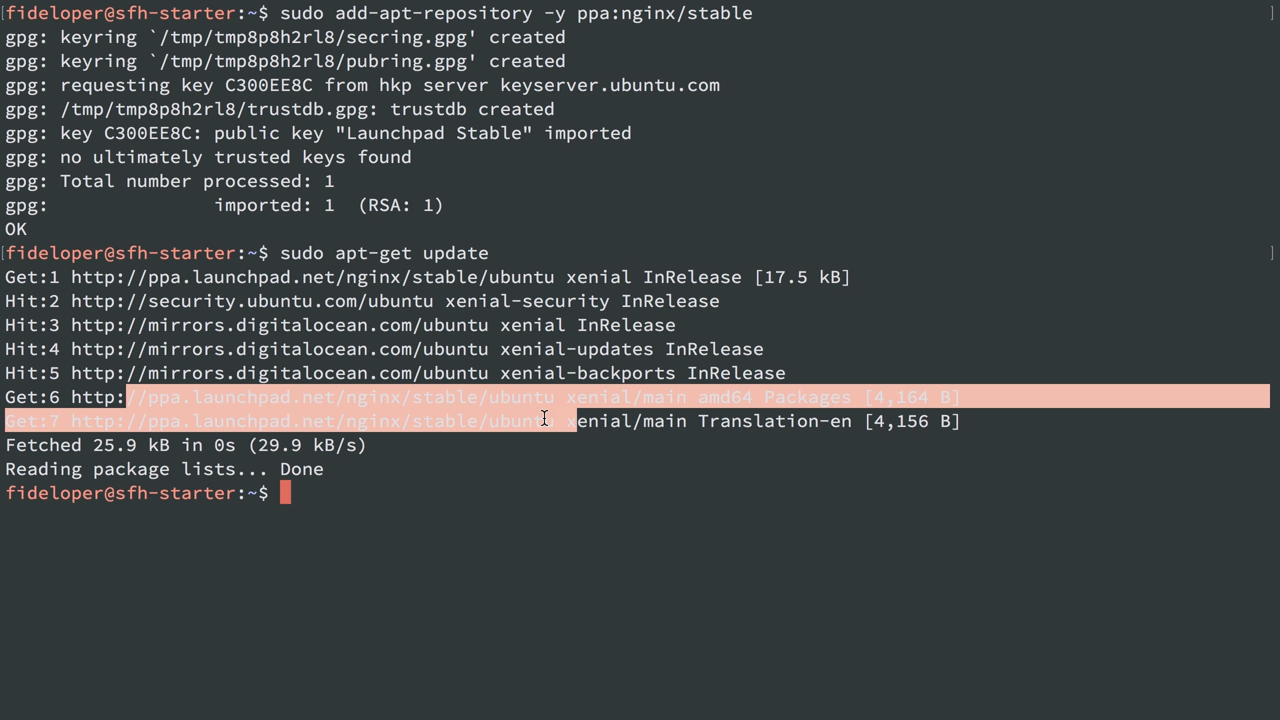 [fideloper@sfh-starter:~$ sudo add-apt-repository -y ppa:nginx/stable ]
gpg: keyring `/tmp/tmp8p8h2rl8/secring.gpg' created
gpg: keyring `/tmp/tmp8p8h2rl8/pubring.gpg' created
gpg: requesting key C300EE8C from hkp server keyserver.ubuntu.com
gpg: /tmp/tmp8p8h2rl8/trustdb.gpg: trustdb created
gpg: key C300EE8C: public key "Launchpad Stable" imported
gpg: no ultimately trusted keys found
gpg: Total number processed: 1
gpg:               imported: 1  (RSA: 1)
OK
[fideloper@sfh-starter:~$ sudo apt-get update ]
Get:1 http://ppa.launchpad.net/nginx/stable/ubuntu xenial InRelease [17.5 kB]
Hit:2 http://security.ubuntu.com/ubuntu xenial-security InRelease
Hit:3 http://mirrors.digitalocean.com/ubuntu xenial InRelease
Hit:4 http://mirrors.digitalocean.com/ubuntu xenial-updates InRelease
Hit:5 http://mirrors.digitalocean.com/ubuntu xenial-backports InRelease
Get:6 http://ppa.launchpad.net/nginx/stable/ubuntu xenial/main amd64 Packages [4,164 B]
Get:7 http://ppa.launchpad.net/nginx/stable/ubuntu xenial/main Translation-en [4,156 B]
Fetched 25.9 kB in 0s (29.9 kB/s)
Reading package lists... Done
fideloper@sfh-starter:~$